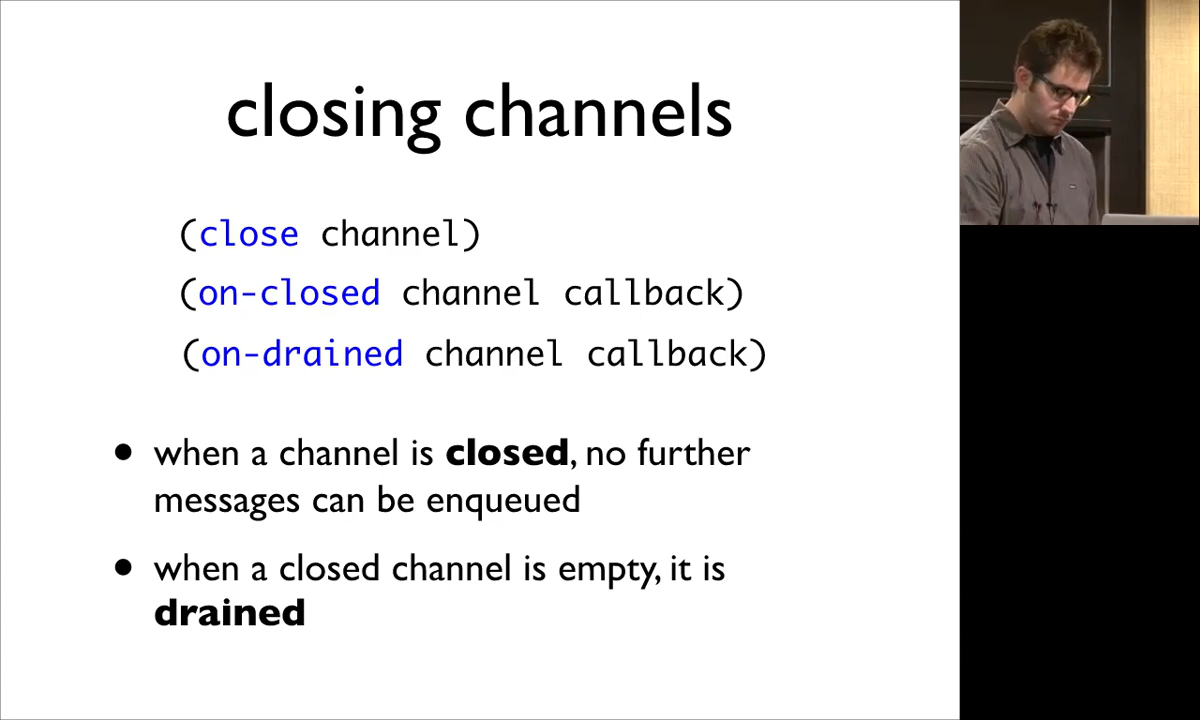 closing channels
(close channel)
(on-closed channel callback)
(on-drained channel callback)
• when a channel is closed, no further
messages can be enqueued
• when a closed channel is empty, it is
drained